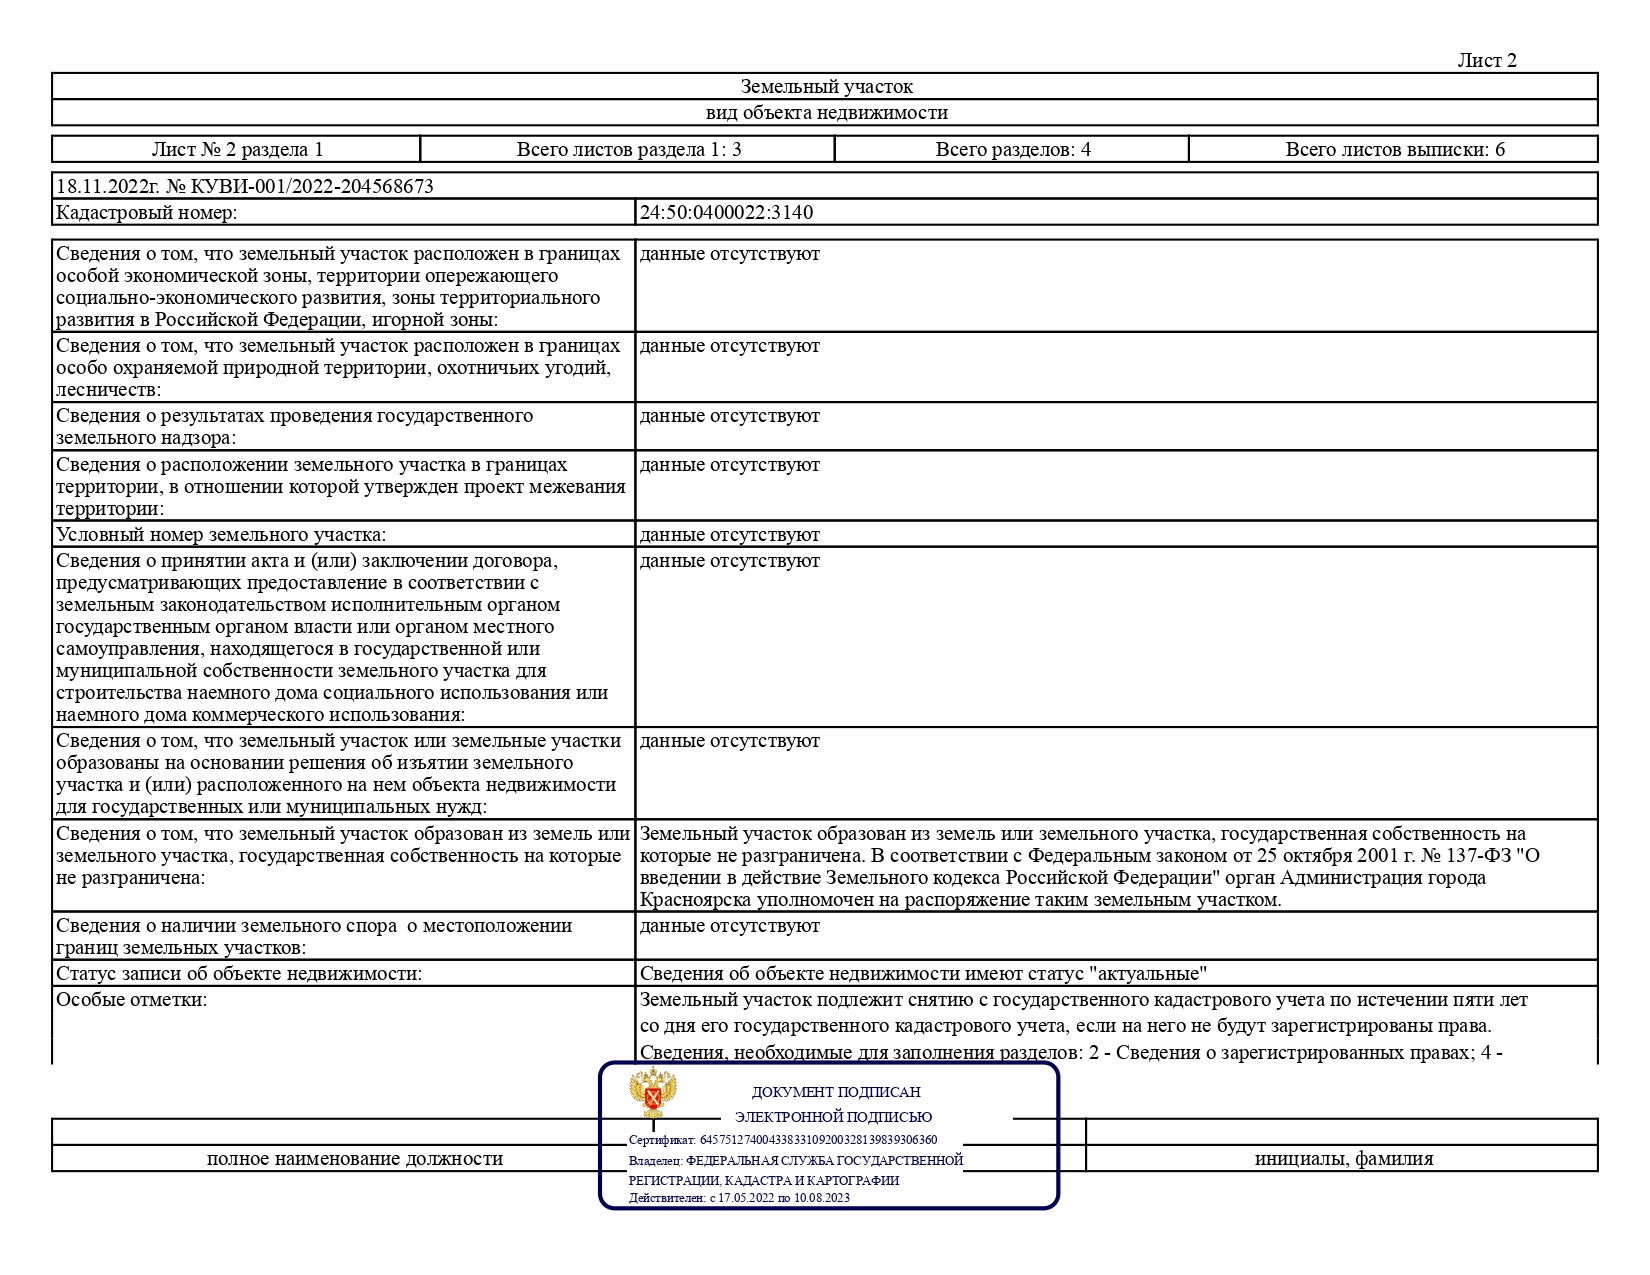 Лист 2
Земельный участок
вид объекта недвижимости
Лист № 2 раздела 1
Всего листов раздела 1: 3
Всего разделов: 4
Всего листов выписки: 6
18.11.2022г. № КУВИ-001/2022-204568673
Кадастровый номер:
24:50:0400022:3140
Сведения о том, что земельный участок расположен в границах
особой экономической зоны, территории опережающего
социально-экономического развития, зоны территориального
развития в Российской Федерации, игорной зоны:
данные отсутствуют
Сведения о том, что земельный участок расположен в границах
особо охраняемой природной территории, охотничьих угодий,
лесничеств:
данные отсутствуют
Сведения о результатах проведения государственного
земельного надзора:
данные отсутствуют
Сведения о расположении земельного участка в границах
территории, в отношении которой утвержден проект межевания
территории:
данные отсутствуют
Условный номер земельного участка:
данные отсутствуют
Сведения о принятии акта и (или) заключении договора,
предусматривающих предоставление в соответствии с
земельным законодательством исполнительным органом
государственным органом власти или органом местного
самоуправления, находящегося в государственной или
муниципальной собственности земельного участка для
строительства наемного дома социального использования или
наемного дома коммерческого использования:
данные отсутствуют
Сведения о том, что земельный участок или земельные участки
образованы на основании решения об изъятии земельного
участка и (или) расположенного на нем объекта недвижимости
для государственных или муниципальных нужд:
данные отсутствуют
Сведения о том, что земельный участок образован из земель или
земельного участка, государственная собственность на которые
не разграничена:
Земельный участок образован из земель или земельного участка, государственная собственность на
которые не разграничена. В соответствии с Федеральным законом от 25 октября 2001 г. № 137-ФЗ "О
введении в действие Земельного кодекса Российской Федерации" орган Администрация города
Красноярска уполномочен на распоряжение таким земельным участком.
Сведения о наличии земельного спора  о местоположении
границ земельных участков:
данные отсутствуют
Статус записи об объекте недвижимости:
Сведения об объекте недвижимости имеют статус "актуальные"
Особые отметки:
Земельный участок подлежит снятию с государственного кадастрового учета по истечении пяти лет
со дня его государственного кадастрового учета, если на него не будут зарегистрированы права.
Сведения, необходимые для заполнения разделов: 2 - Сведения о зарегистрированных правах; 4 -
ДОКУМЕНТ ПОДПИСАН
ЭЛЕКТРОННОЙ ПОДПИСЬЮ
Сертификат: 64575127400433833109200328139839306360
Владелец: ФЕДЕРАЛЬНАЯ СЛУЖБА ГОСУДАРСТВЕННОЙ
РЕГИСТРАЦИИ, КАДАСТРА И КАРТОГРАФИИ
Действителен: с 17.05.2022 по 10.08.2023
полное наименование должности
инициалы, фамилия